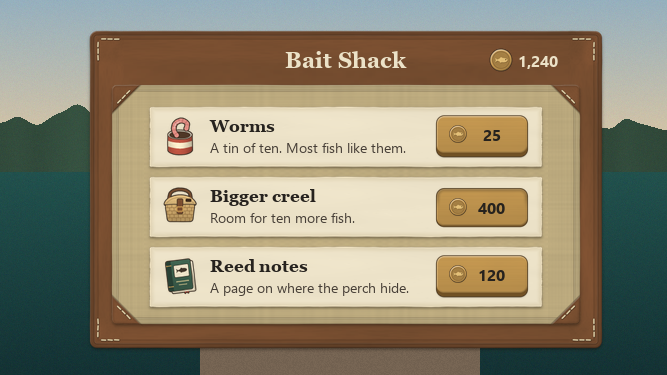 Bait Shack
1,240
Worms
A tin of ten. Most fish like them.
25
Bigger creel
Room for ten more fish.
400
Reed notes
A page on where the perch hide.
120